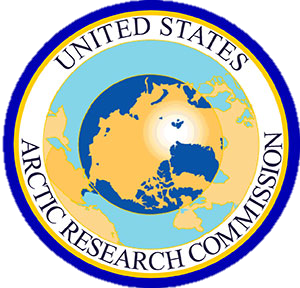 UNITED STATES
ARCTIC RESEARCH COMMISSION